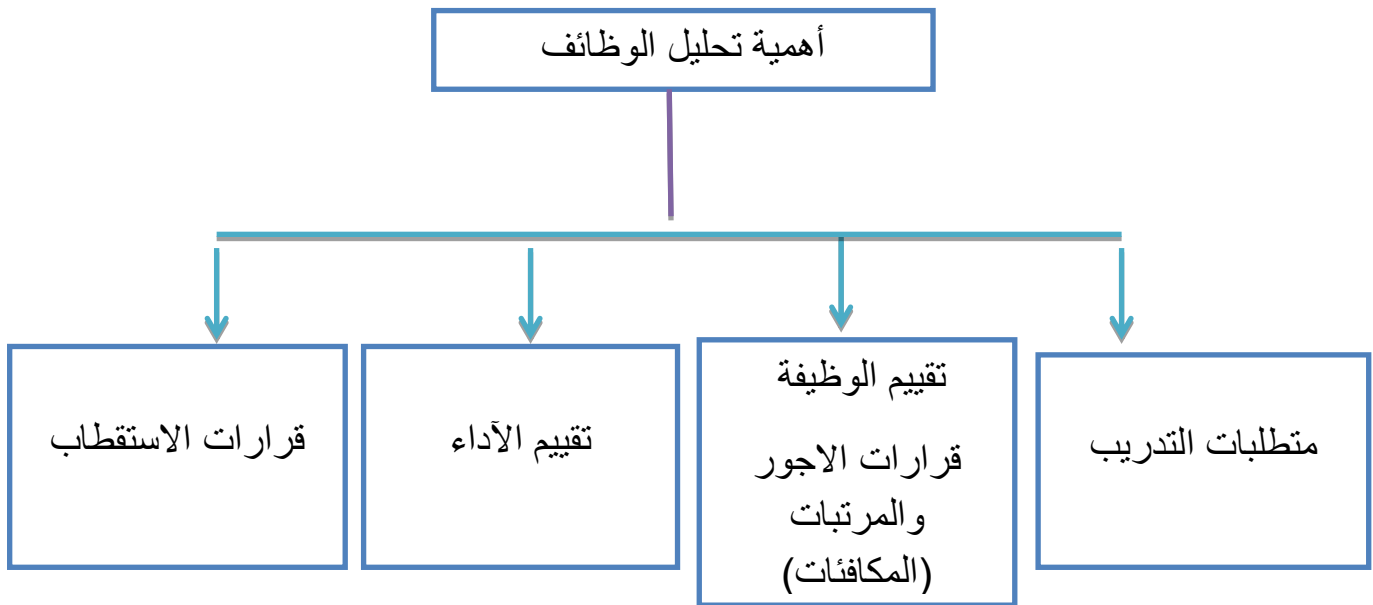 أهمية تحليل الوظائف
متطلبات التدريب
تقييم الوظيفة
قرارات الاجور
والمرتبات
(المكافئات)
تقييم الآداء
قرارات الاستقطاب